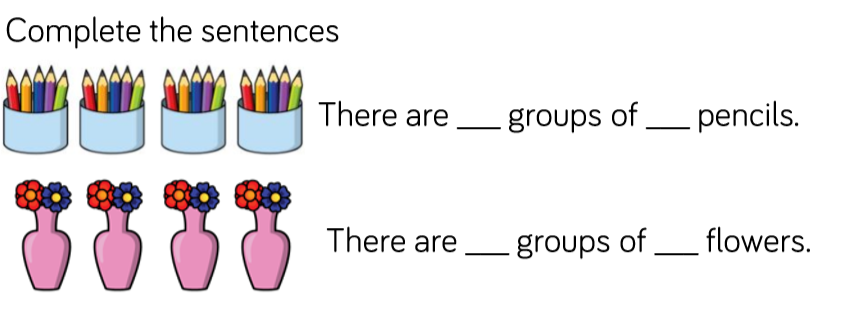 Complete the sentences
There are ___ groups of ___ pencils.
There are ___ groups of ___ flowers.